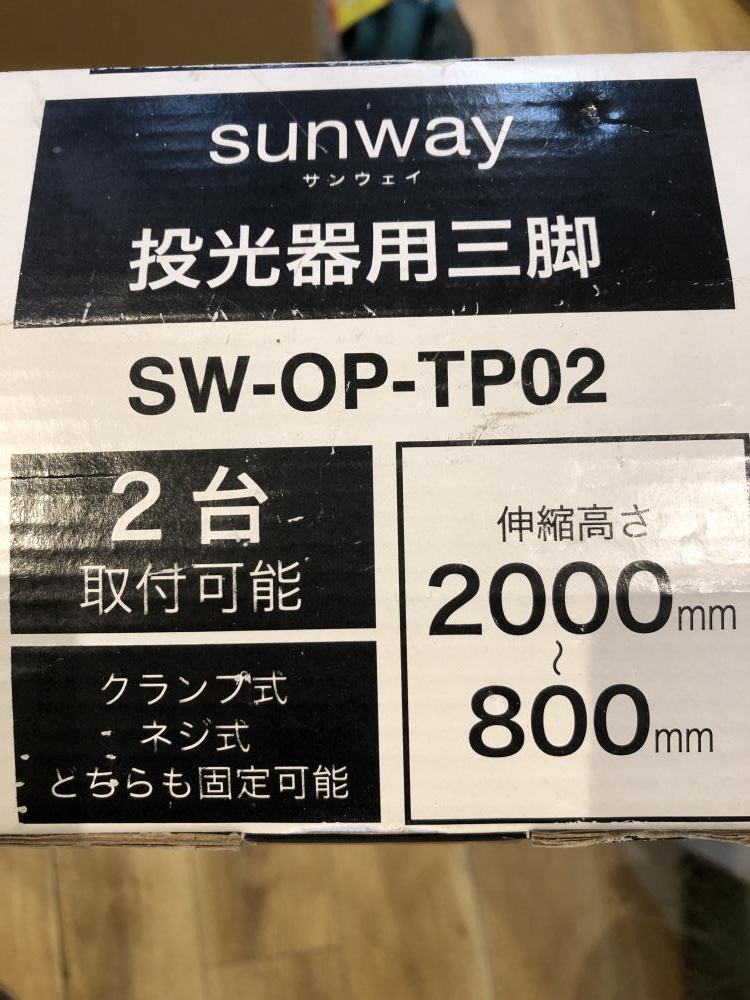 sunway
サンウェイ
投光器用三脚
SW-OP-TP02
2台
取付可能
クランプ式
ネジ式
どちらも固定可能
伸縮高さ
2000mm
~
800mm